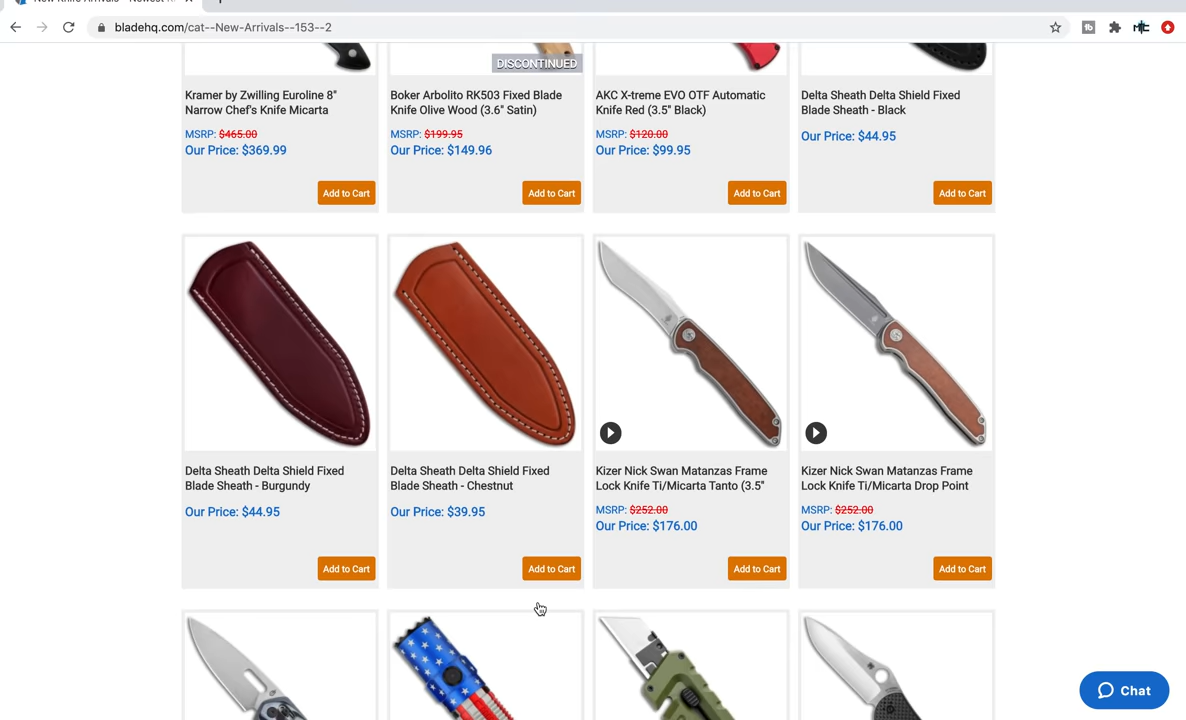 bladehq.com/cat--New-Arrivals--153--2
DISCONTINUED
Kramer by Zwilling Euroline 8"
Narrow Chef's Knife Micarta
MSRP: $465.00
Our Price: $369.99
Add to Cart
Boker Arbolito RK503 Fixed Blade
Knife Olive Wood (3.6" Satin)
MSRP: $199.95
Our Price: $149.96
Add to Cart
AKC X-treme EVO OTF Automatic
Knife Red (3.5" Black)
MSRP: $120.00
Our Price: $99.95
Add to Cart
Delta Sheath Delta Shield Fixed
Blade Sheath - Black
Our Price: $44.95
Add to Cart
Delta Sheath Delta Shield Fixed
Blade Sheath - Burgundy
Our Price: $44.95
Add to Cart
Delta Sheath Delta Shield Fixed
Blade Sheath - Chestnut
Our Price: $39.95
Add to Cart
Kizer Nick Swan Matanzas Frame
Lock Knife Ti/Micarta Tanto (3.5"
MSRP: $252.00
Our Price: $176.00
Add to Cart
Kizer Nick Swan Matanzas Frame
Lock Knife Ti/Micarta Drop Point
MSRP: $252.00
Our Price: $176.00
Add to Cart
Chat